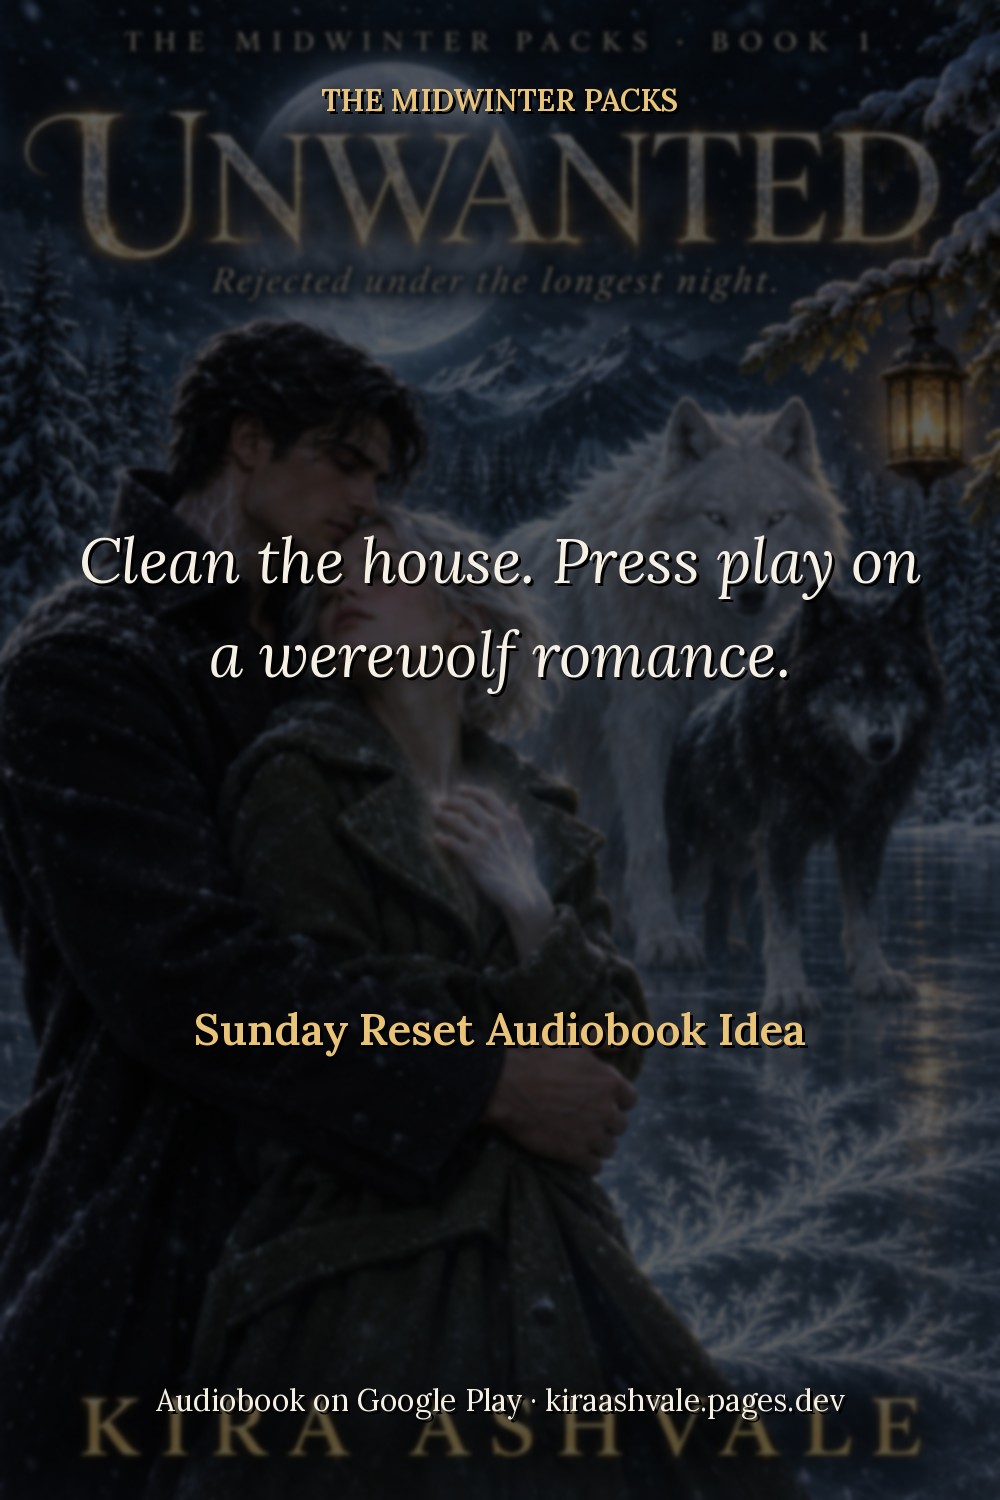 THE MIDWINTER PACKS · BOOK 1
THE MIDWINTER PACKS
UNWANTED
Rejected under the longest night.
Clean the house. Press play on
a werewolf romance.
Sunday Reset Audiobook Idea
Audiobook on Google Play · kiraashvale.pages.dev
KIRA ASHVALE